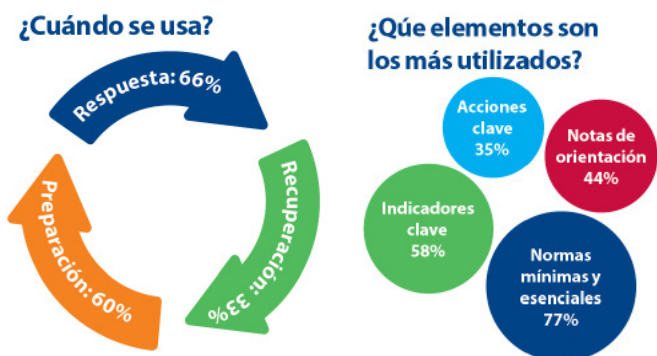 ¿Cuándo se usa?
Respuesta: 66%
Recuperación: 33%
Preparación: 60%
¿Qúe elementos son
los más utilizados?
Acciones
clave
35%
Notas de
orientación
44%
Indicadores
clave
58%
Normas
mínimas y
esenciales
77%